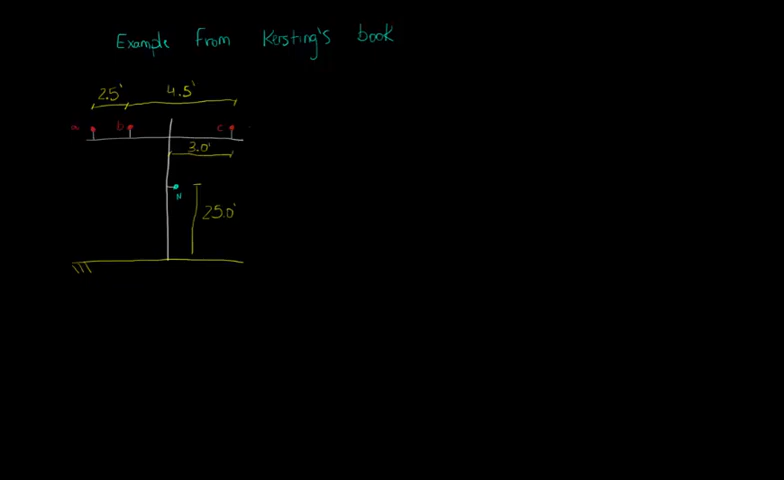 Example From Kersting's book
2.5' 4.5'
a b c
3.0'
N
25.0'